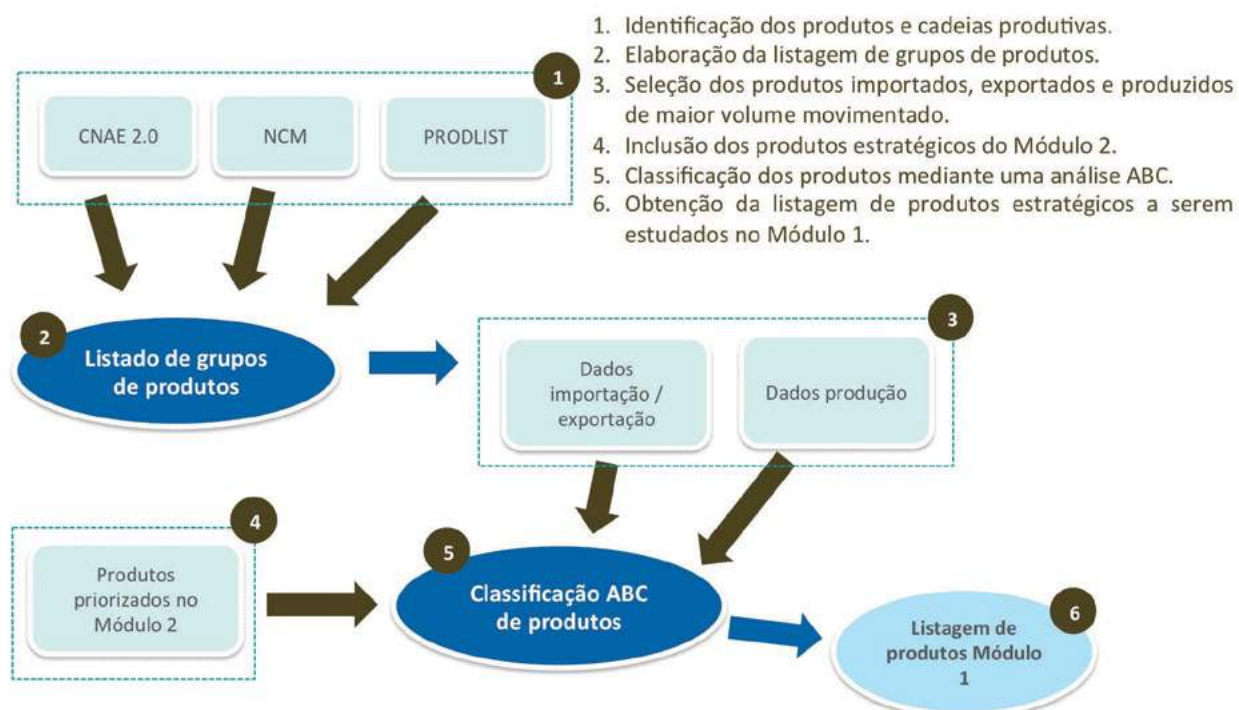 1. Identificação dos produtos e cadeias produtivas.
2. Elaboração da listagem de grupos de produtos.
3. Seleção dos produtos importados, exportados e produzidos
de maior volume movimentado.
4. Inclusão dos produtos estratégicos do Módulo 2.
5. Classificação dos produtos mediante uma análise ABC.
6. Obtenção da listagem de produtos estratégicos a serem
estudados no Módulo 1.
1
CNAE 2.0
NCM
PRODLIST
2
Listado de grupos
de produtos
3
Dados
importação /
exportação
Dados produção
4
Produtos
priorizados no
Módulo 2
5
Classificação ABC
de produtos
6
Listagem de
produtos Módulo
1